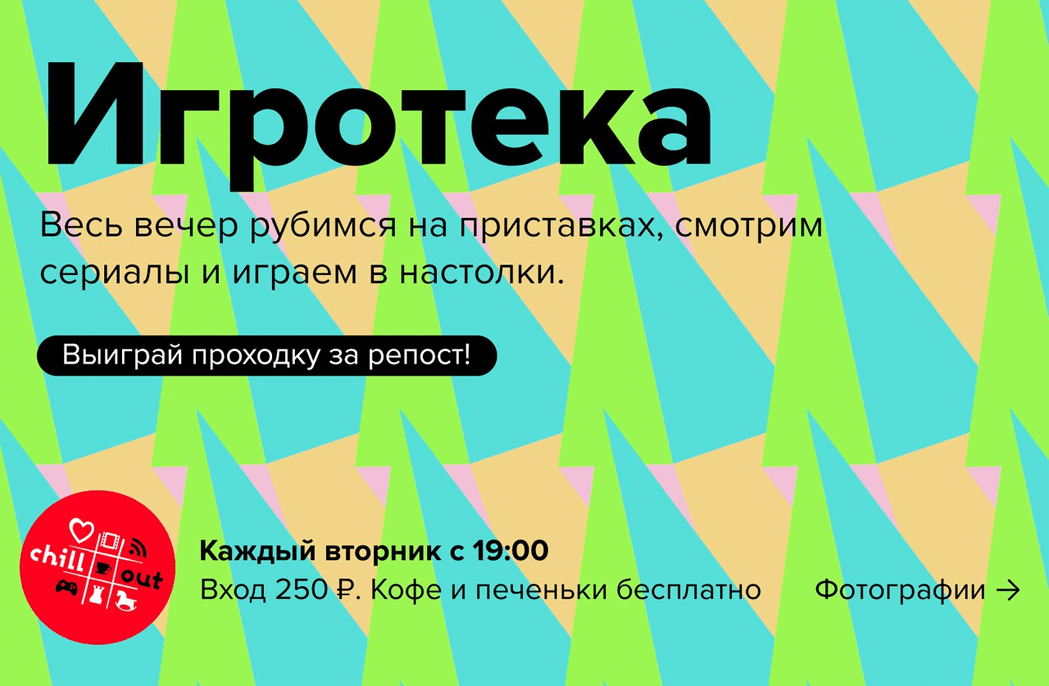 Игротека
Весь вечер рубимся на приставках, смотрим
сериалы и играем в настолки.
Выиграй проходку за репост!
chill
out
Каждый вторник с 19:00
Вход 250 ₽. Кофе и печеньки бесплатно
Фотографии →